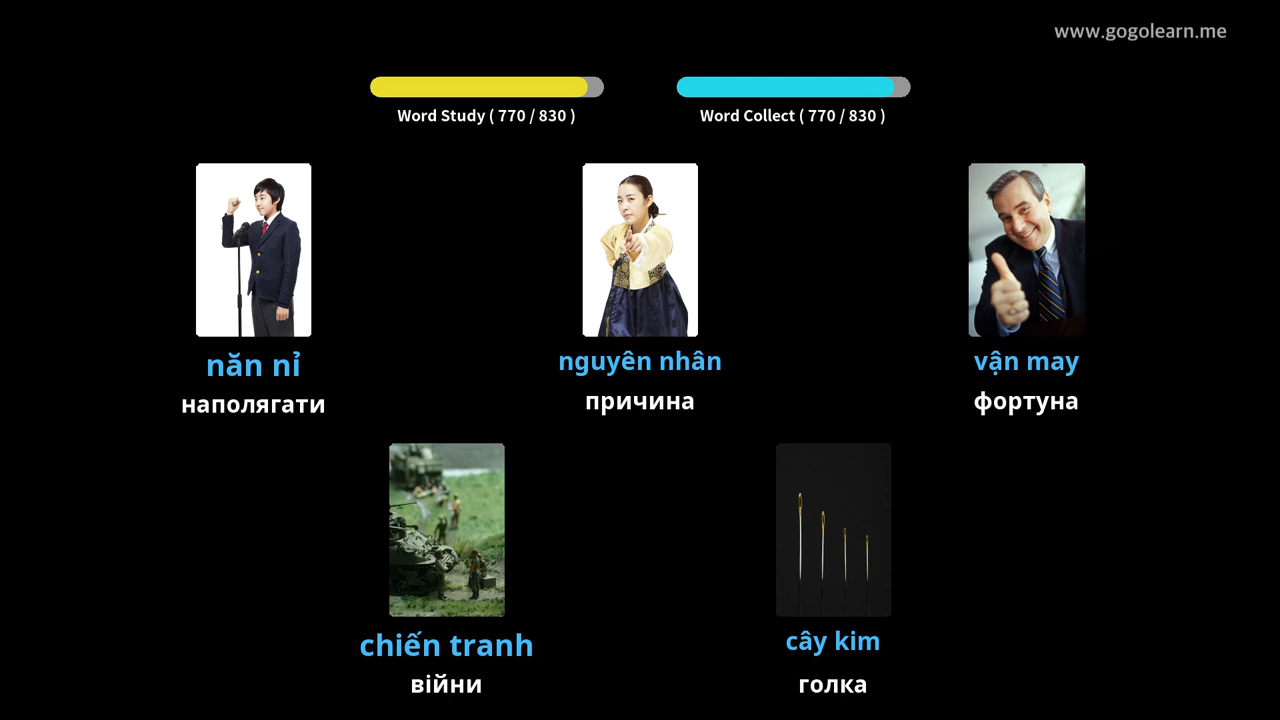 www.gogolearn.me
Word Study ( 770 / 830 )
Word Collect ( 770 / 830 )
năn nỉ
наполягати
nguyên nhân
причина
vận may
фортуна
chiến tranh
війни
cây kim
голка